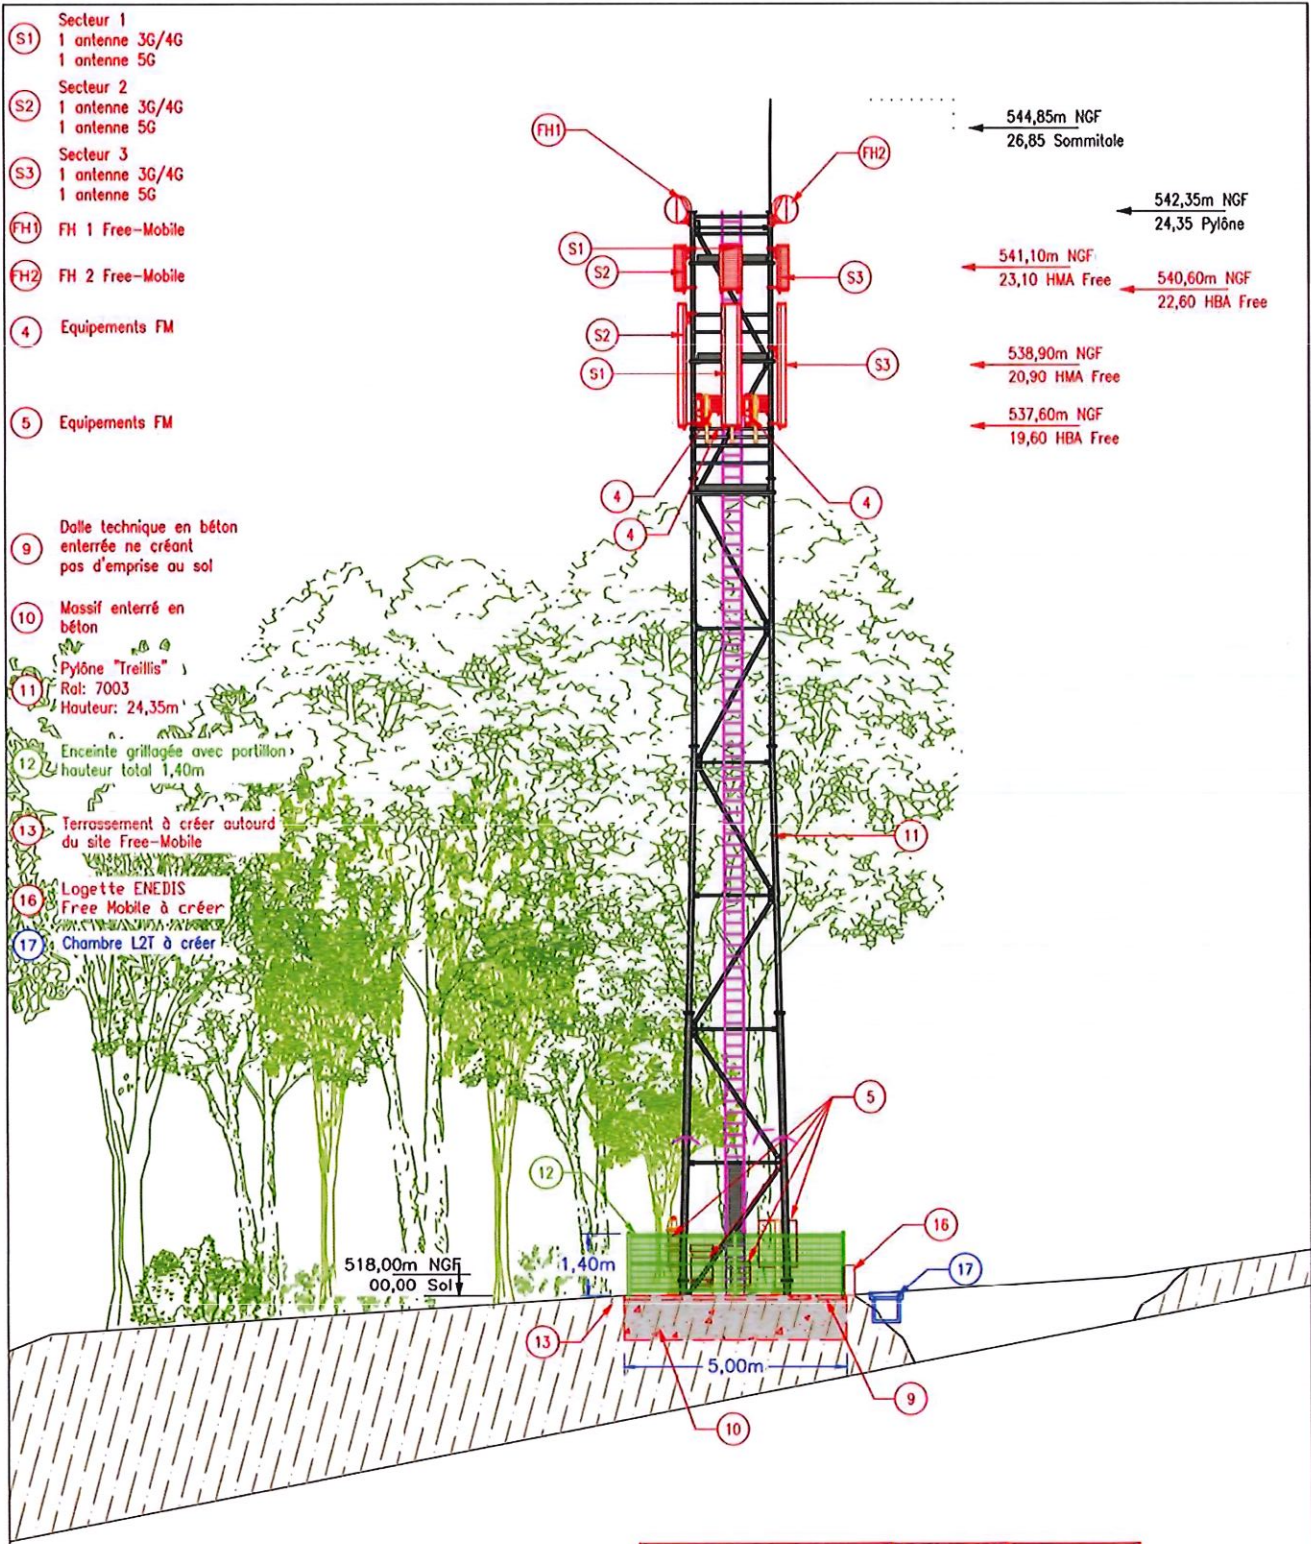 S1
Secteur 1
1 antenne 3G/4G
1 antenne 5G
S2
Secteur 2
1 antenne 3G/4G
1 antenne 5G
S3
Secteur 3
1 antenne 3G/4G
1 antenne 5G
FH1
FH 1 Free-Mobile
FH2
FH 2 Free-Mobile
4
Equipements FM
5
Equipements FM
9
Dalle technique en béton
enterrée ne créant
pas d'emprise au sol
10
Massif enterré en
béton
11
Pylône "Treillis"
Ral: 7003
Hauteur: 24,35m
12
Enceinte grillagée avec portillon
hauteur total 1,40m
13
Terrassement à créer autourd
du site Free-Mobile
16
Logette ENEDIS
Free Mobile à créer
17
Chambre L2T à créer
FH1
FH2
544,85m NGF
26,85 Sommitale
542,35m NGF
24,35 Pylône
S1
S2
S3
541,10m NGF
23,10 HMA Free
540,60m NGF
22,60 HBA Free
S2
S1
S3
538,90m NGF
20,90 HMA Free
537,60m NGF
19,60 HBA Free
4
4
4
11
5
12
16
17
518,00m NGF
00,00 Sol
1,40m
13
5,00m
9
10